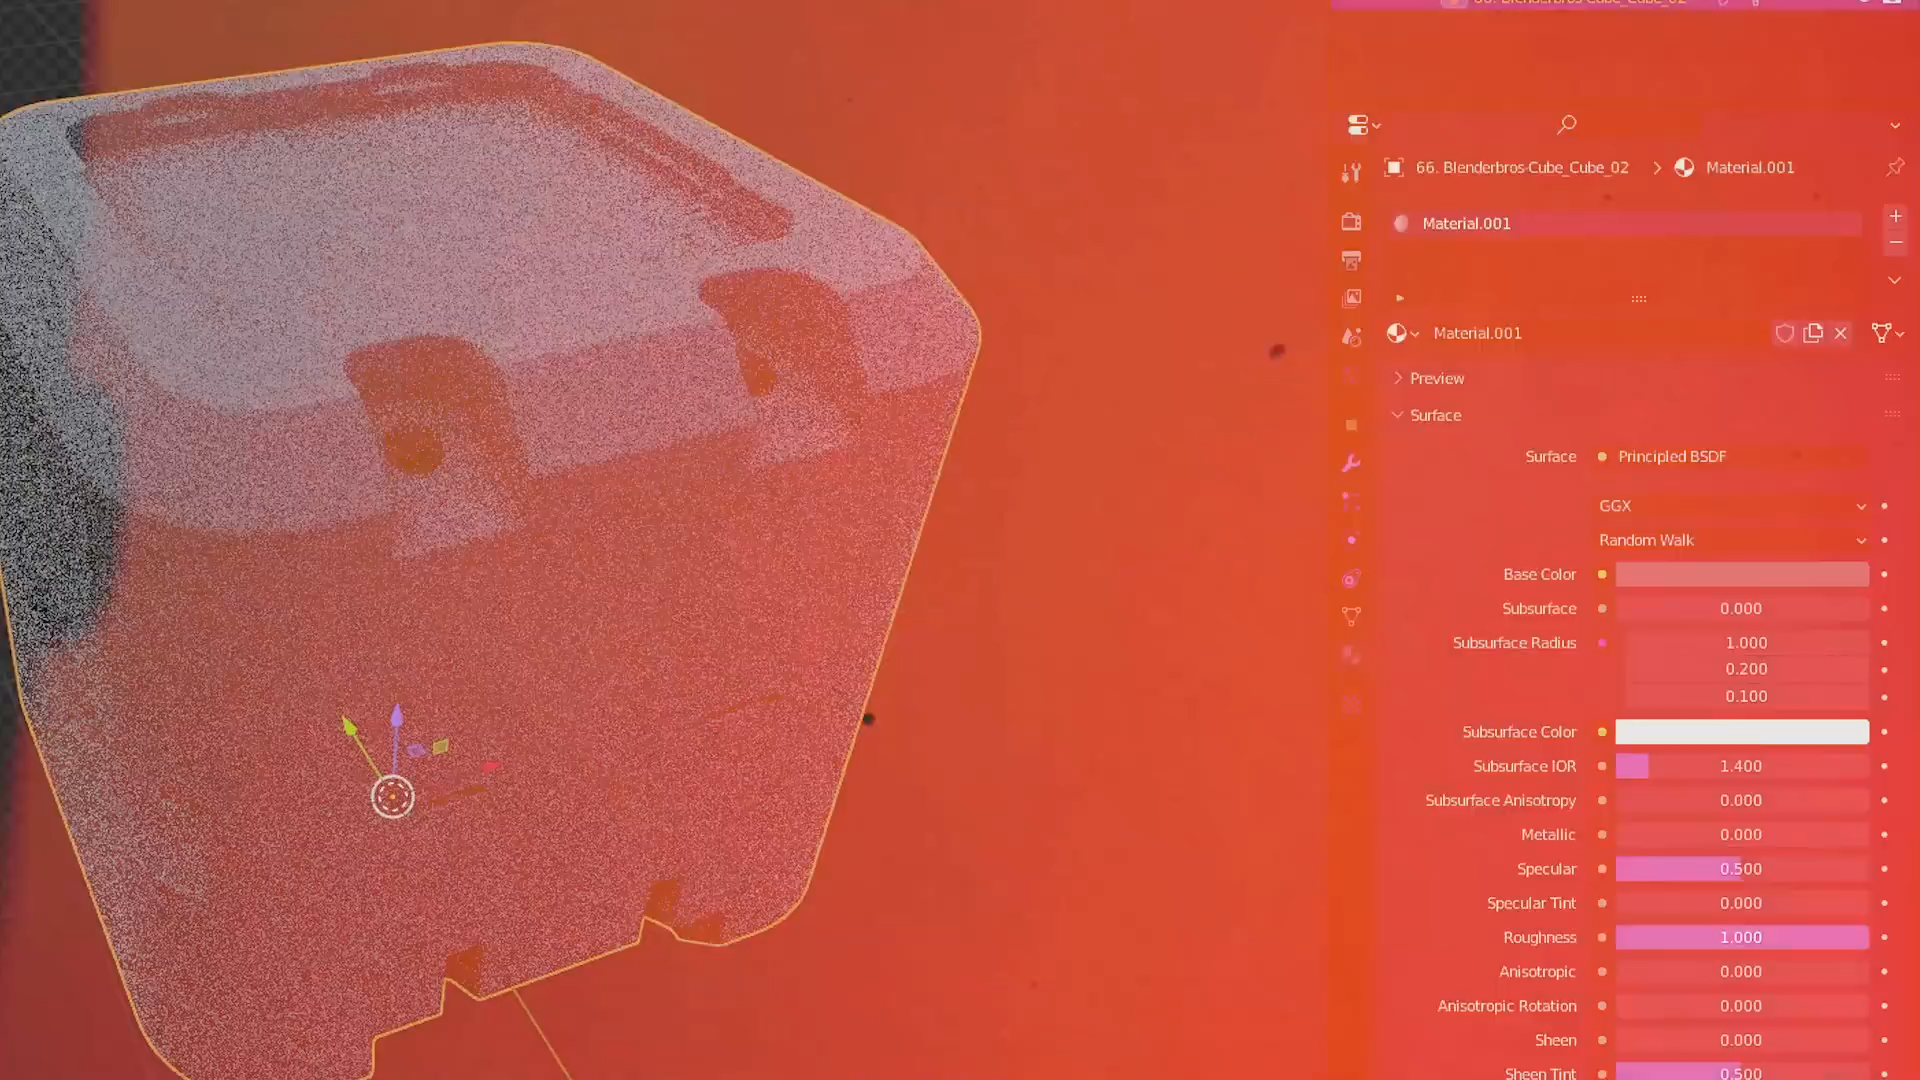 66. Blenderbros-Cube_Cube_02
66. Blenderbros-Cube_Cube_02 > Material.001
Material.001
Material.001
Preview
Surface
Surface Principled BSDF
GGX
Random Walk
Base Color
Subsurface 0.000
Subsurface Radius 1.000
0.200
0.100
Subsurface Color
Subsurface IOR 1.400
Subsurface Anisotropy 0.000
Metallic 0.000
Specular 0.500
Specular Tint 0.000
Roughness 1.000
Anisotropic 0.000
Anisotropic Rotation 0.000
Sheen 0.000
Sheen Tint 0.500